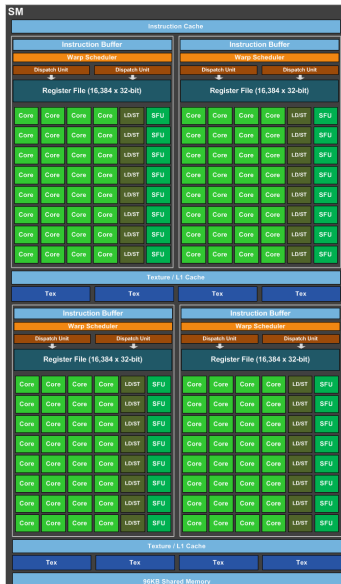 SM
Instruction Cache
Instruction Buffer Instruction Buffer
Warp Scheduler Warp Scheduler
Dispatch Unit Dispatch Unit Dispatch Unit Dispatch Unit
Register File (16,384 x 32-bit) Register File (16,384 x 32-bit)
Core Core Core Core LD/ST SFU Core Core Core Core LD/ST SFU
Core Core Core Core LD/ST SFU Core Core Core Core LD/ST SFU
Core Core Core Core LD/ST SFU Core Core Core Core LD/ST SFU
Core Core Core Core LD/ST SFU Core Core Core Core LD/ST SFU
Core Core Core Core LD/ST SFU Core Core Core Core LD/ST SFU
Core Core Core Core LD/ST SFU Core Core Core Core LD/ST SFU
Core Core Core Core LD/ST SFU Core Core Core Core LD/ST SFU
Core Core Core Core LD/ST SFU Core Core Core Core LD/ST SFU
Texture / L1 Cache
Tex Tex Tex Tex
Instruction Buffer Instruction Buffer
Warp Scheduler Warp Scheduler
Dispatch Unit Dispatch Unit Dispatch Unit Dispatch Unit
Register File (16,384 x 32-bit) Register File (16,384 x 32-bit)
Core Core Core Core LD/ST SFU Core Core Core Core LD/ST SFU
Core Core Core Core LD/ST SFU Core Core Core Core LD/ST SFU
Core Core Core Core LD/ST SFU Core Core Core Core LD/ST SFU
Core Core Core Core LD/ST SFU Core Core Core Core LD/ST SFU
Core Core Core Core LD/ST SFU Core Core Core Core LD/ST SFU
Core Core Core Core LD/ST SFU Core Core Core Core LD/ST SFU
Core Core Core Core LD/ST SFU Core Core Core Core LD/ST SFU
Core Core Core Core LD/ST SFU Core Core Core Core LD/ST SFU
Texture / L1 Cache
Tex Tex Tex Tex
96KB Shared Memory